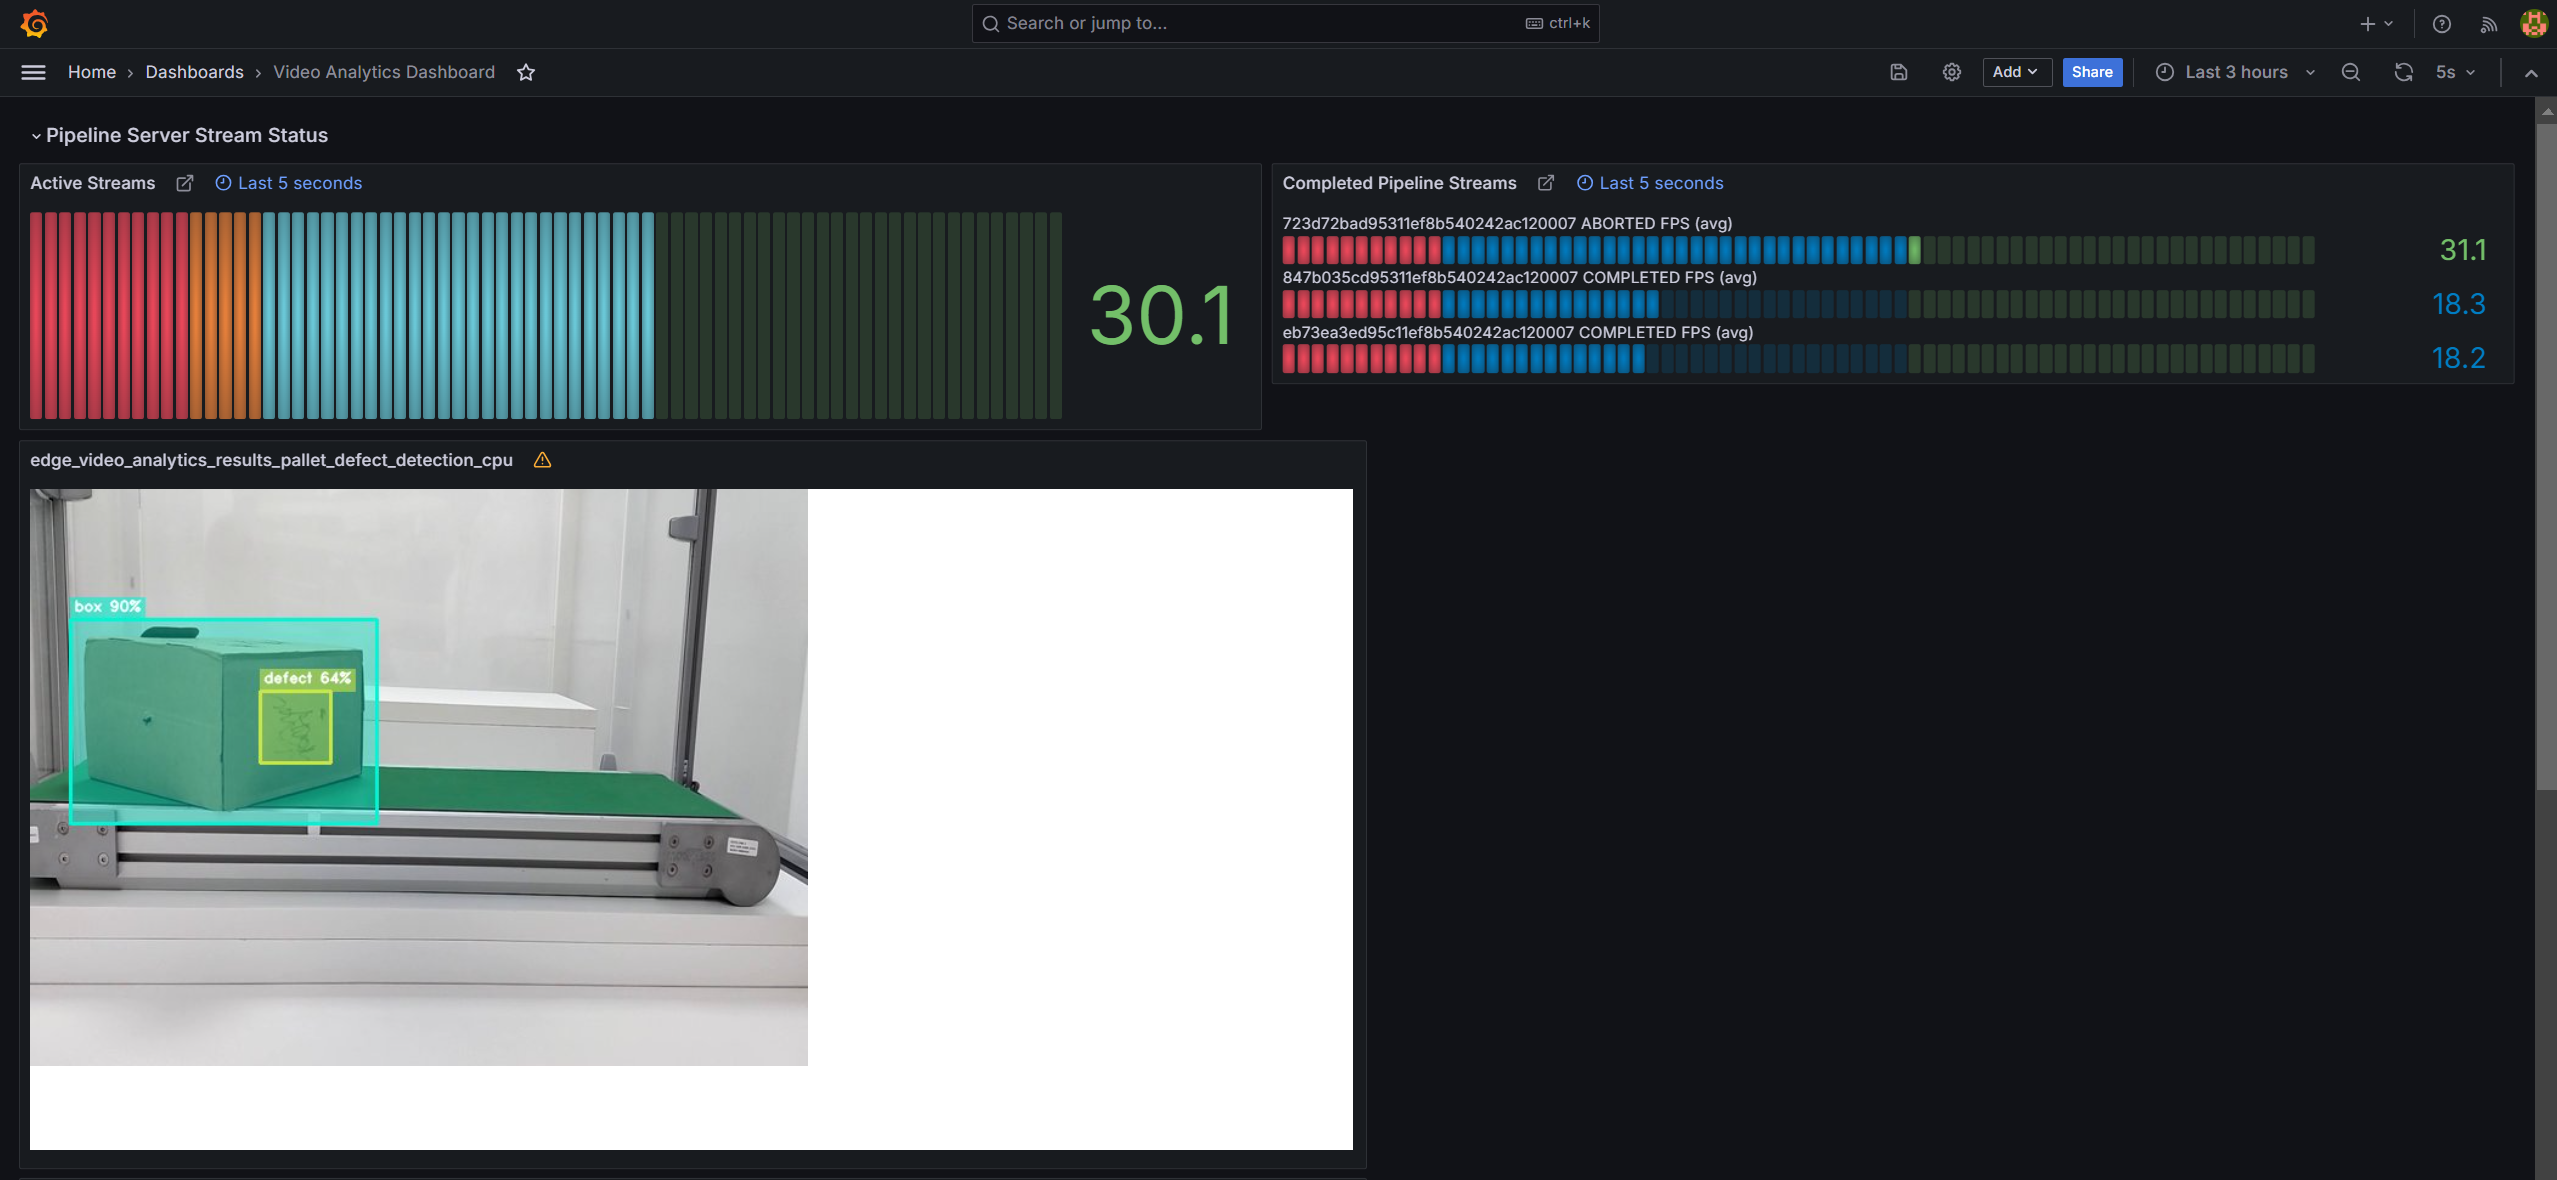 Search or jump to...
ctrl+k
Home
Dashboards
Video Analytics Dashboard
Add
Share
Last 3 hours
5s
Pipeline Server Stream Status
Active Streams
Last 5 seconds
30.1
Completed Pipeline Streams
Last 5 seconds
723d72bad95311ef8b540242ac120007 ABORTED FPS (avg)
31.1
847b035cd95311ef8b540242ac120007 COMPLETED FPS (avg)
18.3
eb73ea3ed95c11ef8b540242ac120007 COMPLETED FPS (avg)
18.2
edge_video_analytics_results_pallet_defect_detection_cpu
box 90%
defect 64%